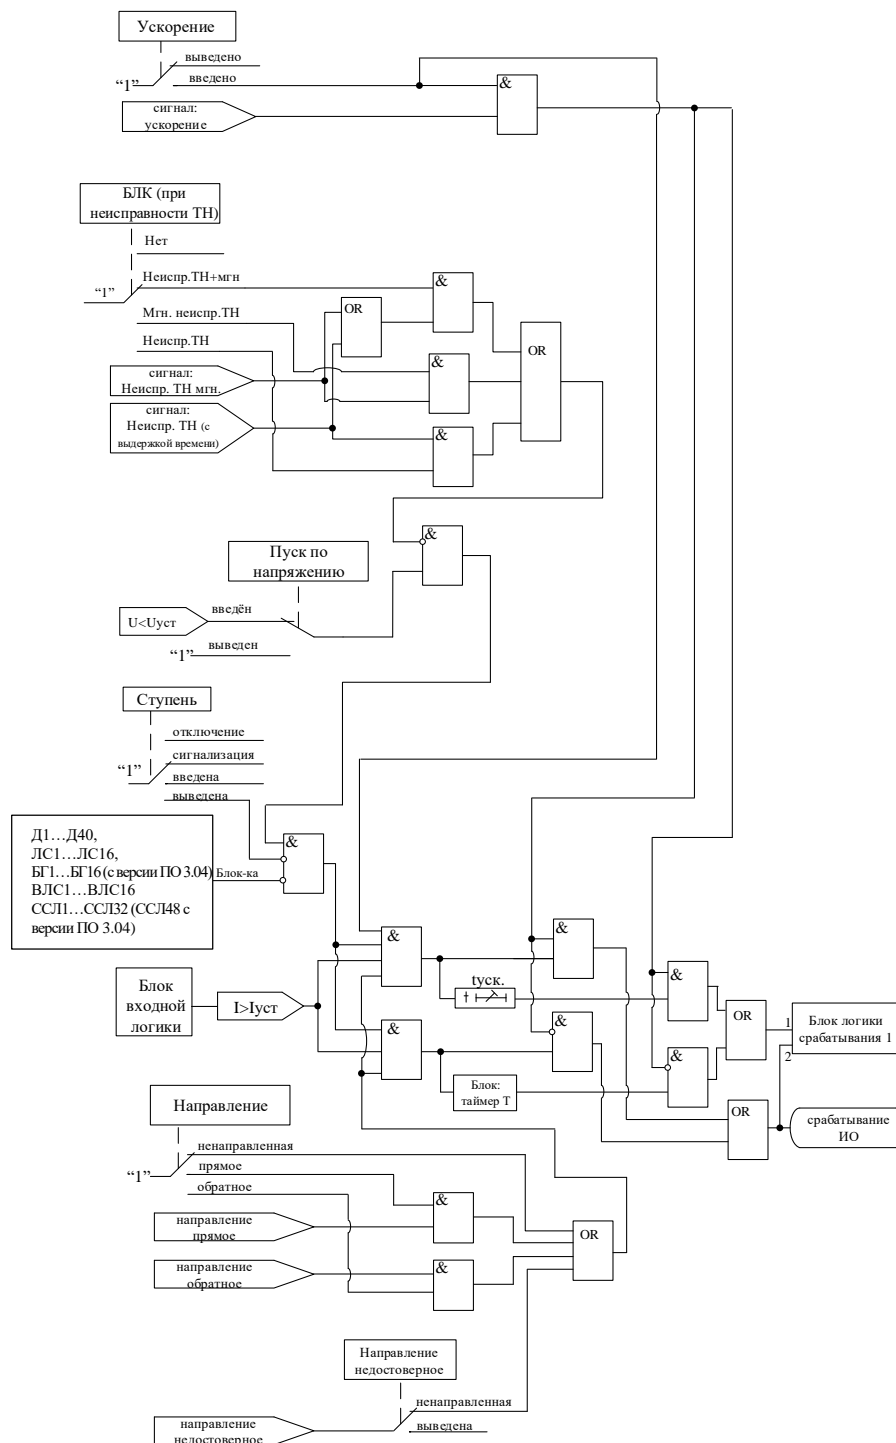 Ускорение
выведено
“1”
введено
&
сигнал:
ускорение
БЛК (при
неисправности ТН)
Нет
Неиспр.ТН+мгн
“1”
&
OR
Мгн. неиспр.ТН
OR
Неиспр.ТН
&
сигнал:
Неиспр. ТН мгн.
сигнал:
Неиспр. ТН (с
выдержкой времени)
&
&
Пуск по
напряжению
введён
U<Uуст
“1”
выведен
Ступень
отключение
сигнализация
“1”
введена
выведена
Д1…Д40,
ЛС1…ЛС16,
БГ1…БГ16 (с версии ПО 3.04)
ВЛС1…ВЛС16
ССЛ1…ССЛ32 (ССЛ48 с
версии ПО 3.04)
&
Блок-ка
&
&
&
Блок
входной
логики
I>Iуст
tуск.
&
&
&
OR
1
2
Блок логики
срабатывания 1
Блок:
таймер T
OR
срабатывание
ИО
Направление
ненаправленная
“1”
прямое
обратное
&
направление
прямое
OR
&
направление
обратное
Направление
недостоверное
ненаправленная
выведена
направление
недостоверное